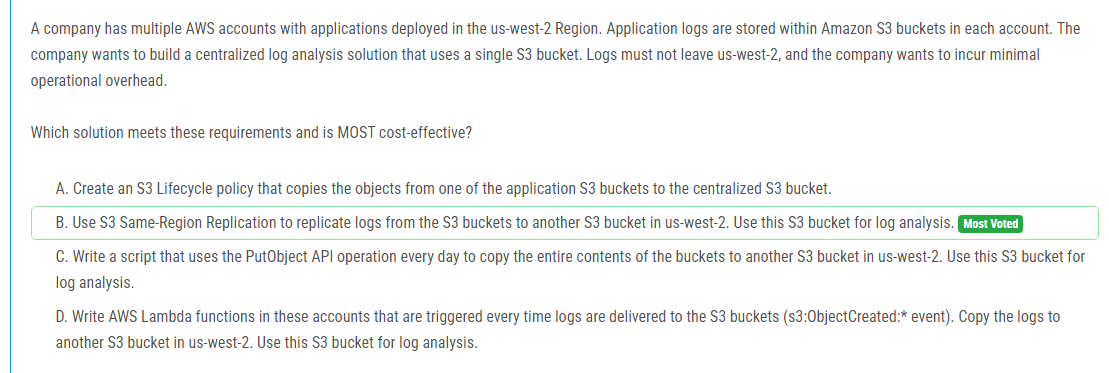 A company has multiple AWS accounts with applications deployed in the us-west-2 Region. Application logs are stored within Amazon S3 buckets in each account. The
company wants to build a centralized log analysis solution that uses a single S3 bucket. Logs must not leave us-west-2, and the company wants to incur minimal
operational overhead.
Which solution meets these requirements and is MOST cost-effective?
A. Create an S3 Lifecycle policy that copies the objects from one of the application S3 buckets to the centralized S3 bucket.
B. Use S3 Same-Region Replication to replicate logs from the S3 buckets to another S3 bucket in us-west-2. Use this S3 bucket for log analysis. Most Voted
C. Write a script that uses the PutObject API operation every day to copy the entire contents of the buckets to another S3 bucket in us-west-2. Use this S3 bucket for
log analysis.
D. Write AWS Lambda functions in these accounts that are triggered every time logs are delivered to the S3 buckets (s3:ObjectCreated:* event). Copy the logs to
another S3 bucket in us-west-2. Use this S3 bucket for log analysis.